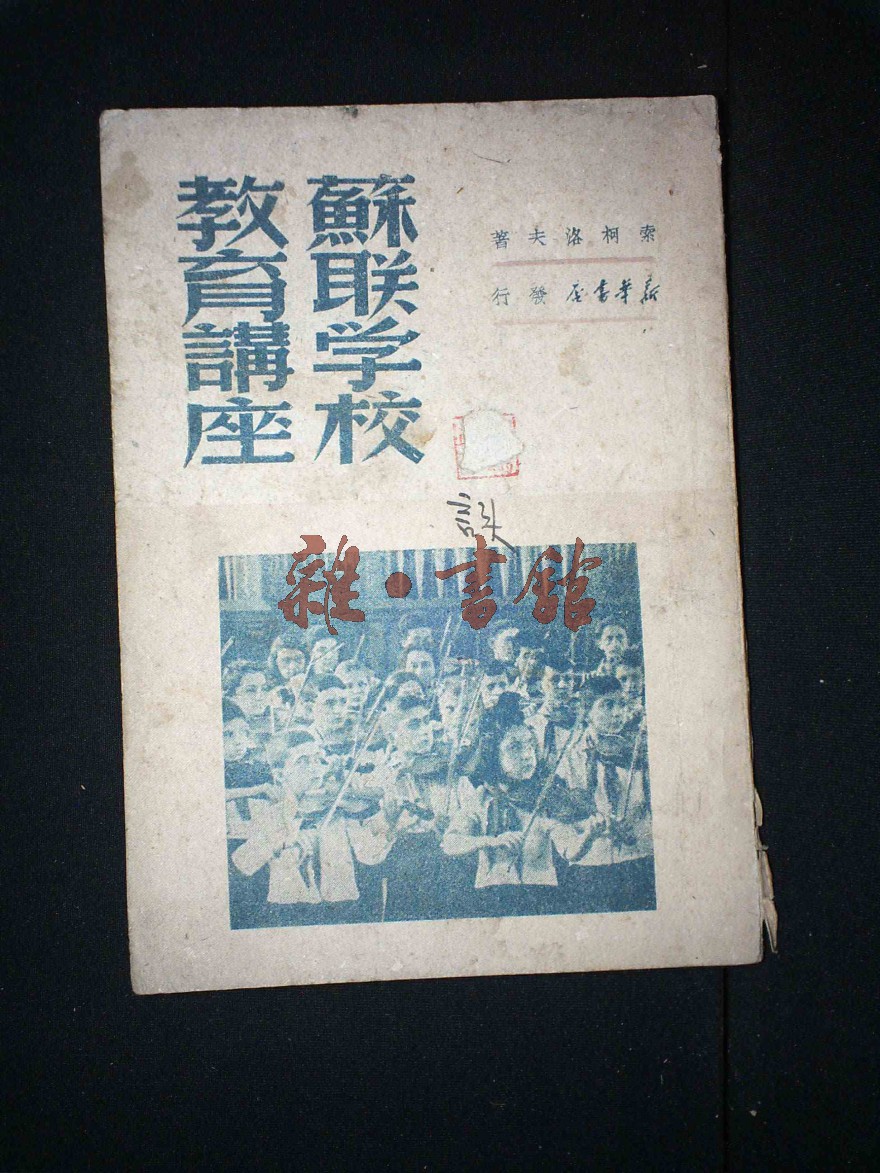 蘇联学校
教育講座
索柯洛夫著
新華書店發行
雜·書館